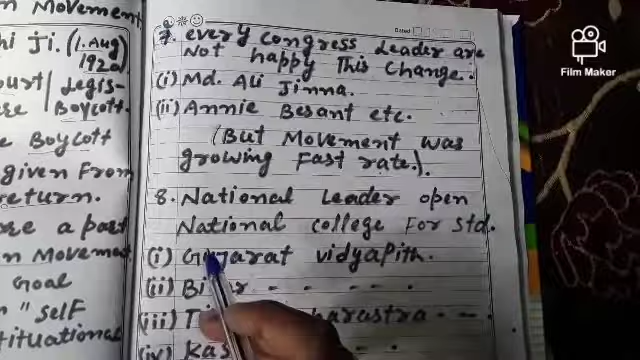 n Movement
hi Ji. (1. Aug)
1920
ourt/ Legis-
re Boycott.
e Boycott
given From
return.
re a part
n Movement
Goal
n "Self
tituational
Dated
7. every Congress Leader are
Not happy This Change.
(i) Md. Ali Jinna.
(ii) Annie Besant etc.
(But Movement was
growing Fast rate.).
8. National Leader open
National college For Std.
(i) Gujarat vidyaPith.
(ii) Bi r - - - - .
(iii) T harastra - -
(iv) Kas
Film Maker